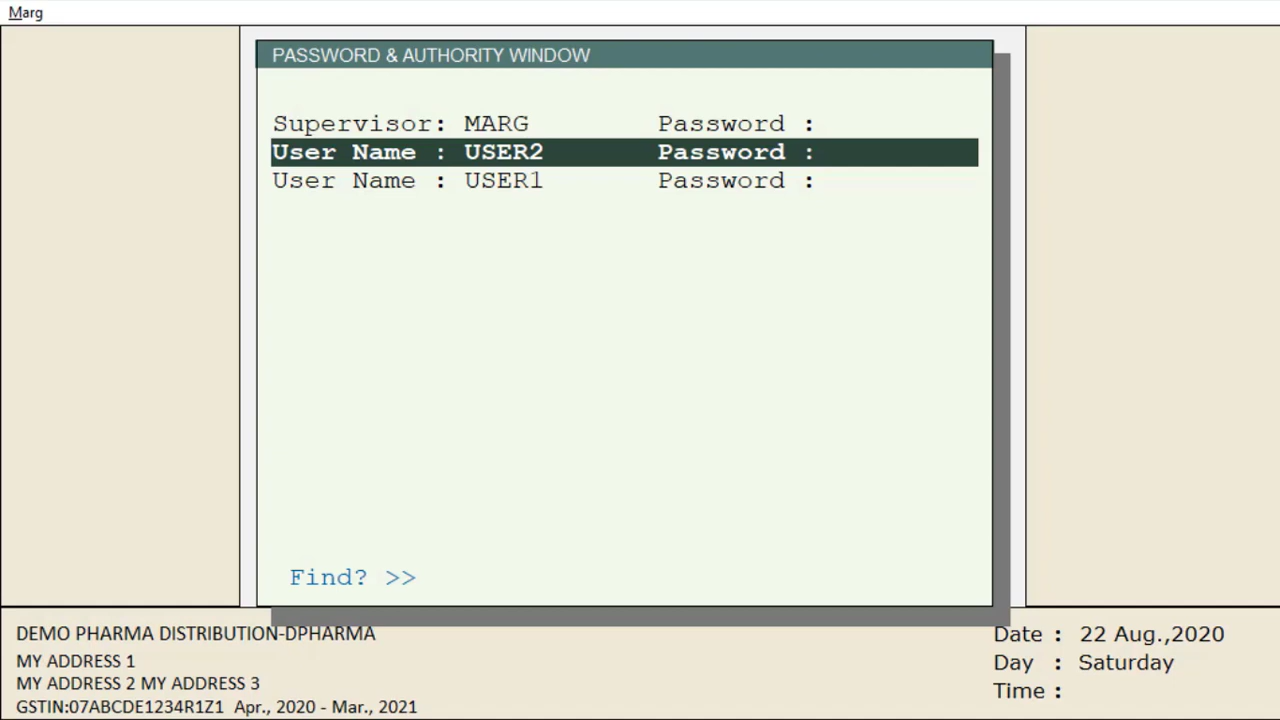 Marg
PASSWORD & AUTHORITY WINDOW
Supervisor: MARG Password :
User Name : USER2 Password :
User Name : USER1 Password :
Find? >>
DEMO PHARMA DISTRIBUTION-DPHARMA
MY ADDRESS 1
MY ADDRESS 2 MY ADDRESS 3
GSTIN:07ABCDE1234R1Z1 Apr., 2020 - Mar., 2021
Date : 22 Aug.,2020
Day : Saturday
Time :